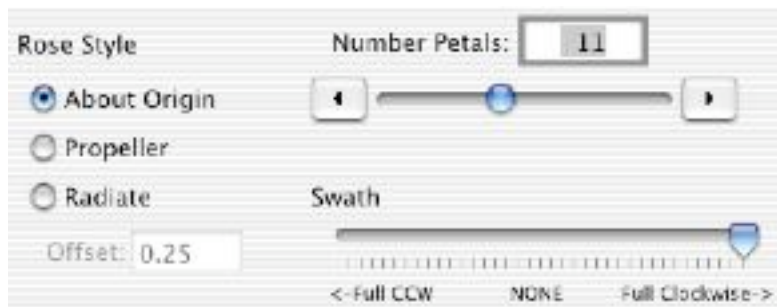 Rose Style
Number Petals: 11
About Origin
Propeller
Radiate
Offset: 0.25
Swath
<-Full CCW NONE Full Clockwise->